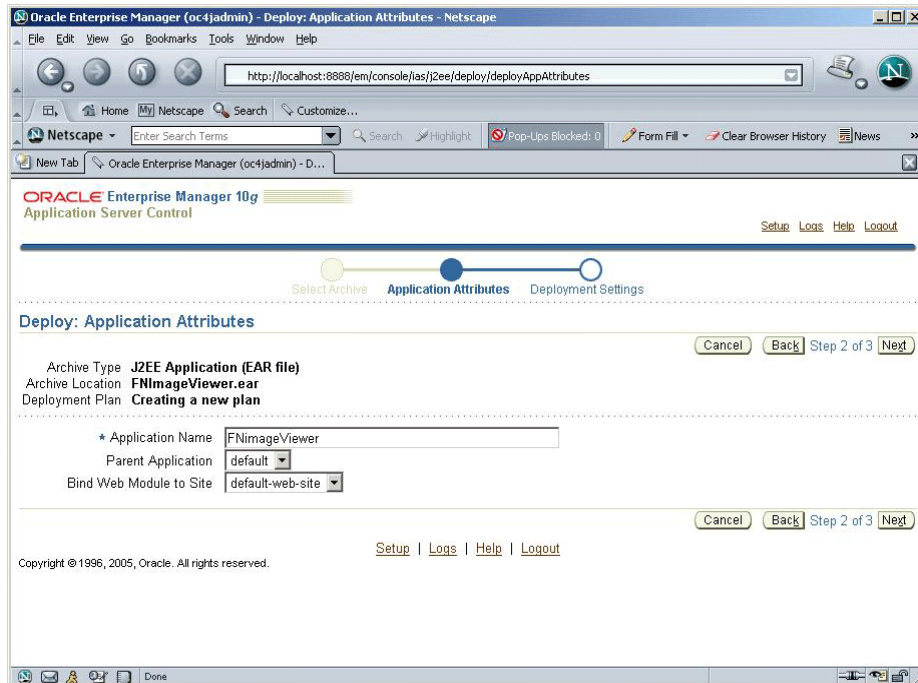 Oracle Enterprise Manager (oc4jadmin) - Deploy: Application Attributes - Netscape
File Edit View Go Bookmarks Tools Window Help
http://localhost:8888/em/console/ias/j2ee/deploy/deployAppAttributes
Home My Netscape Search Customize...
Netscape Enter Search Terms Search Highlight Pop-Ups Blocked: 0 Form Fill Clear Browser History News »
New Tab Oracle Enterprise Manager (oc4jadmin) - D...
ORACLE Enterprise Manager 10g
Application Server Control
Setup Logs Help Logout
Select Archive Application Attributes Deployment Settings
Deploy: Application Attributes
Cancel Back Step 2 of 3 Next
Archive Type J2EE Application (EAR file)
Archive Location FNImageViewer.ear
Deployment Plan Creating a new plan
* Application Name FNimageViewer
Parent Application default
Bind Web Module to Site default-web-site
Cancel Back Step 2 of 3 Next
Setup | Logs | Help | Logout
Copyright © 1996, 2005, Oracle. All rights reserved.
Done